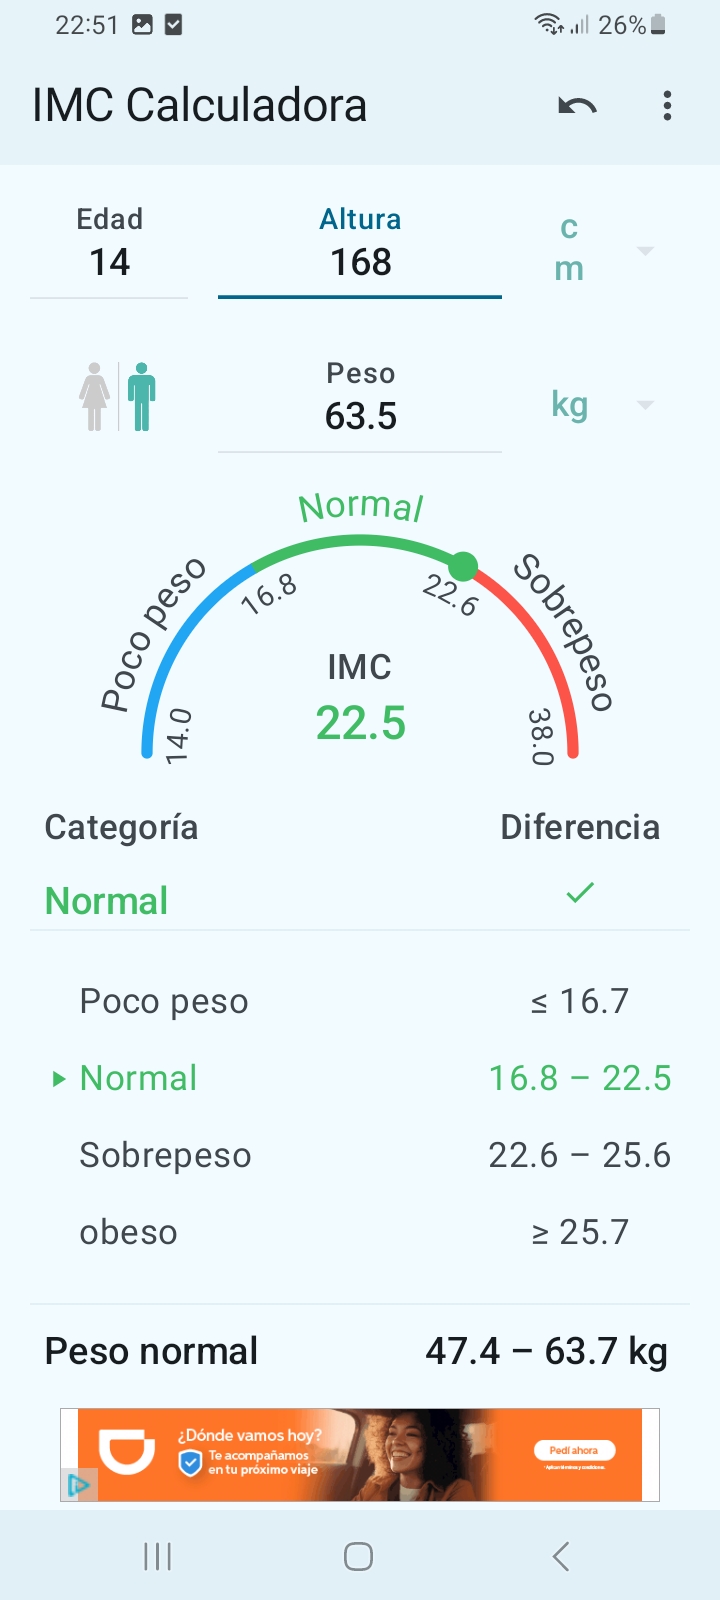 22:51
26%
IMC Calculadora
Edad
14
Altura
168
c
m
Peso
63.5
kg
Poco peso
Normal
Sobrepeso
14.0
16.8
22.6
38.0
IMC
22.5
Categoría
Diferencia
Normal
Poco peso
≤ 16.7
Normal
16.8 – 22.5
Sobrepeso
22.6 – 25.6
obeso
≥ 25.7
Peso normal
47.4 – 63.7 kg
¿Dónde vamos hoy?
Te acompañamos
en tu próximo viaje
Pedí ahora